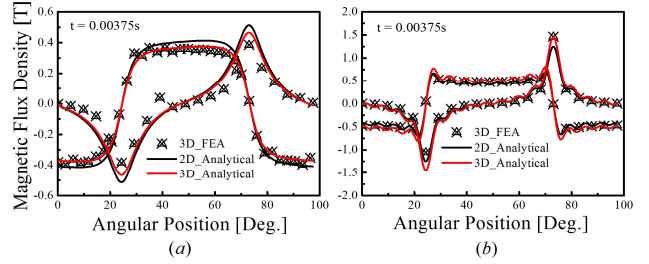 Magnetic Flux Density [T]
0.6
0.4
0.2
0.0
-0.2
-0.4
-0.6
t = 0.00375s
3D_FEA
2D_Analytical
3D_Analytical
0 20 40 60 80 100
Angular Position [Deg.]
(a)
2.0
1.5
1.0
0.5
0.0
-0.5
-1.0
-1.5
-2.0
t = 0.00375s
3D_FEA
2D_Analytical
3D_Analytical
0 20 40 60 80 100
Angular Position [Deg.]
(b)